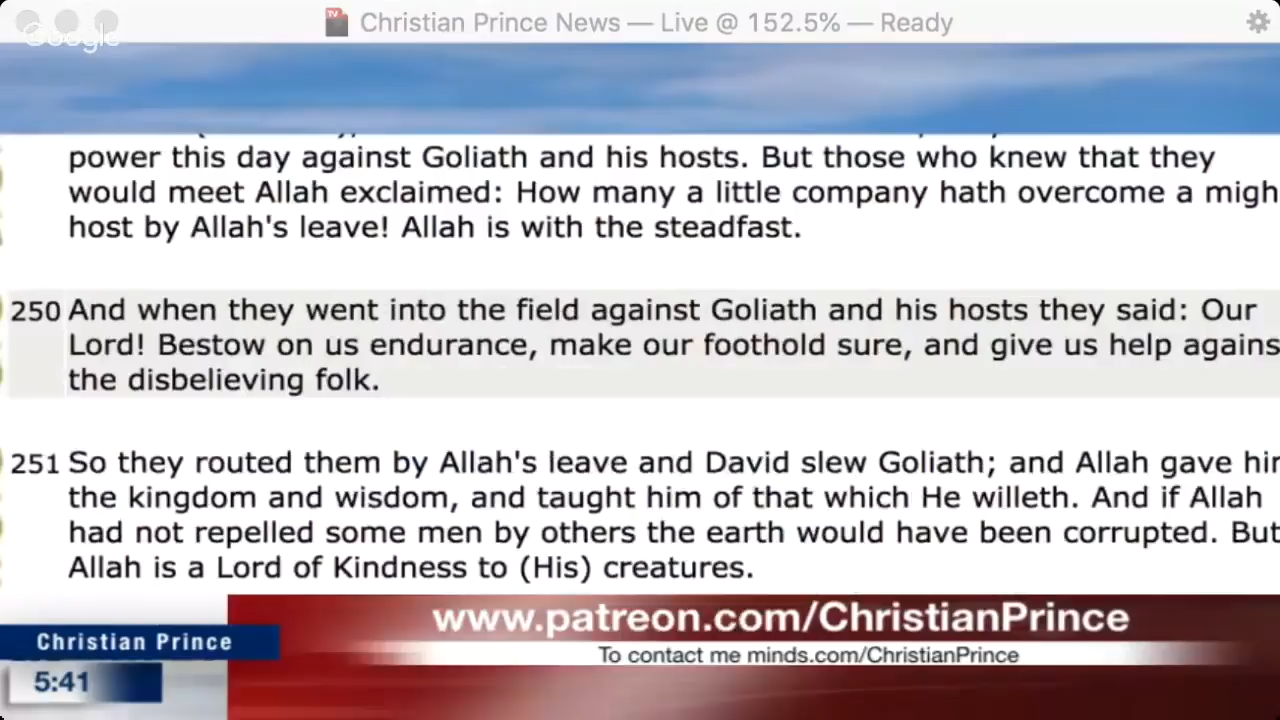 Christian Prince News — Live @ 152.5% — Ready
Google
power this day against Goliath and his hosts. But those who knew that they
would meet Allah exclaimed: How many a little company hath overcome a migh
host by Allah's leave! Allah is with the steadfast.
250 And when they went into the field against Goliath and his hosts they said: Our
Lord! Bestow on us endurance, make our foothold sure, and give us help agains
the disbelieving folk.
251 So they routed them by Allah's leave and David slew Goliath; and Allah gave him
the kingdom and wisdom, and taught him of that which He willeth. And if Allah
had not repelled some men by others the earth would have been corrupted. But
Allah is a Lord of Kindness to (His) creatures.
www.patreon.com/ChristianPrince
To contact me minds.com/ChristianPrince
Christian Prince
5:41